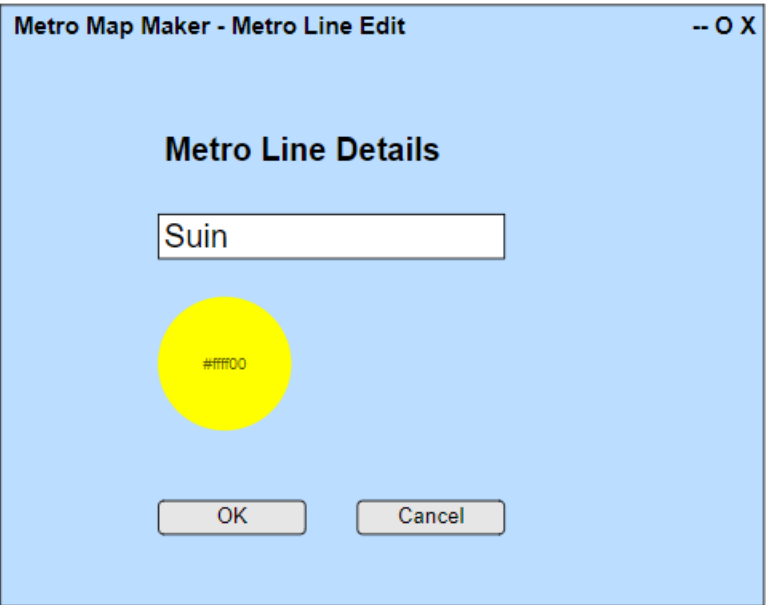 Metro Map Maker - Metro Line Edit -- O X
Metro Line Details
Suin
#ffff00
OK Cancel